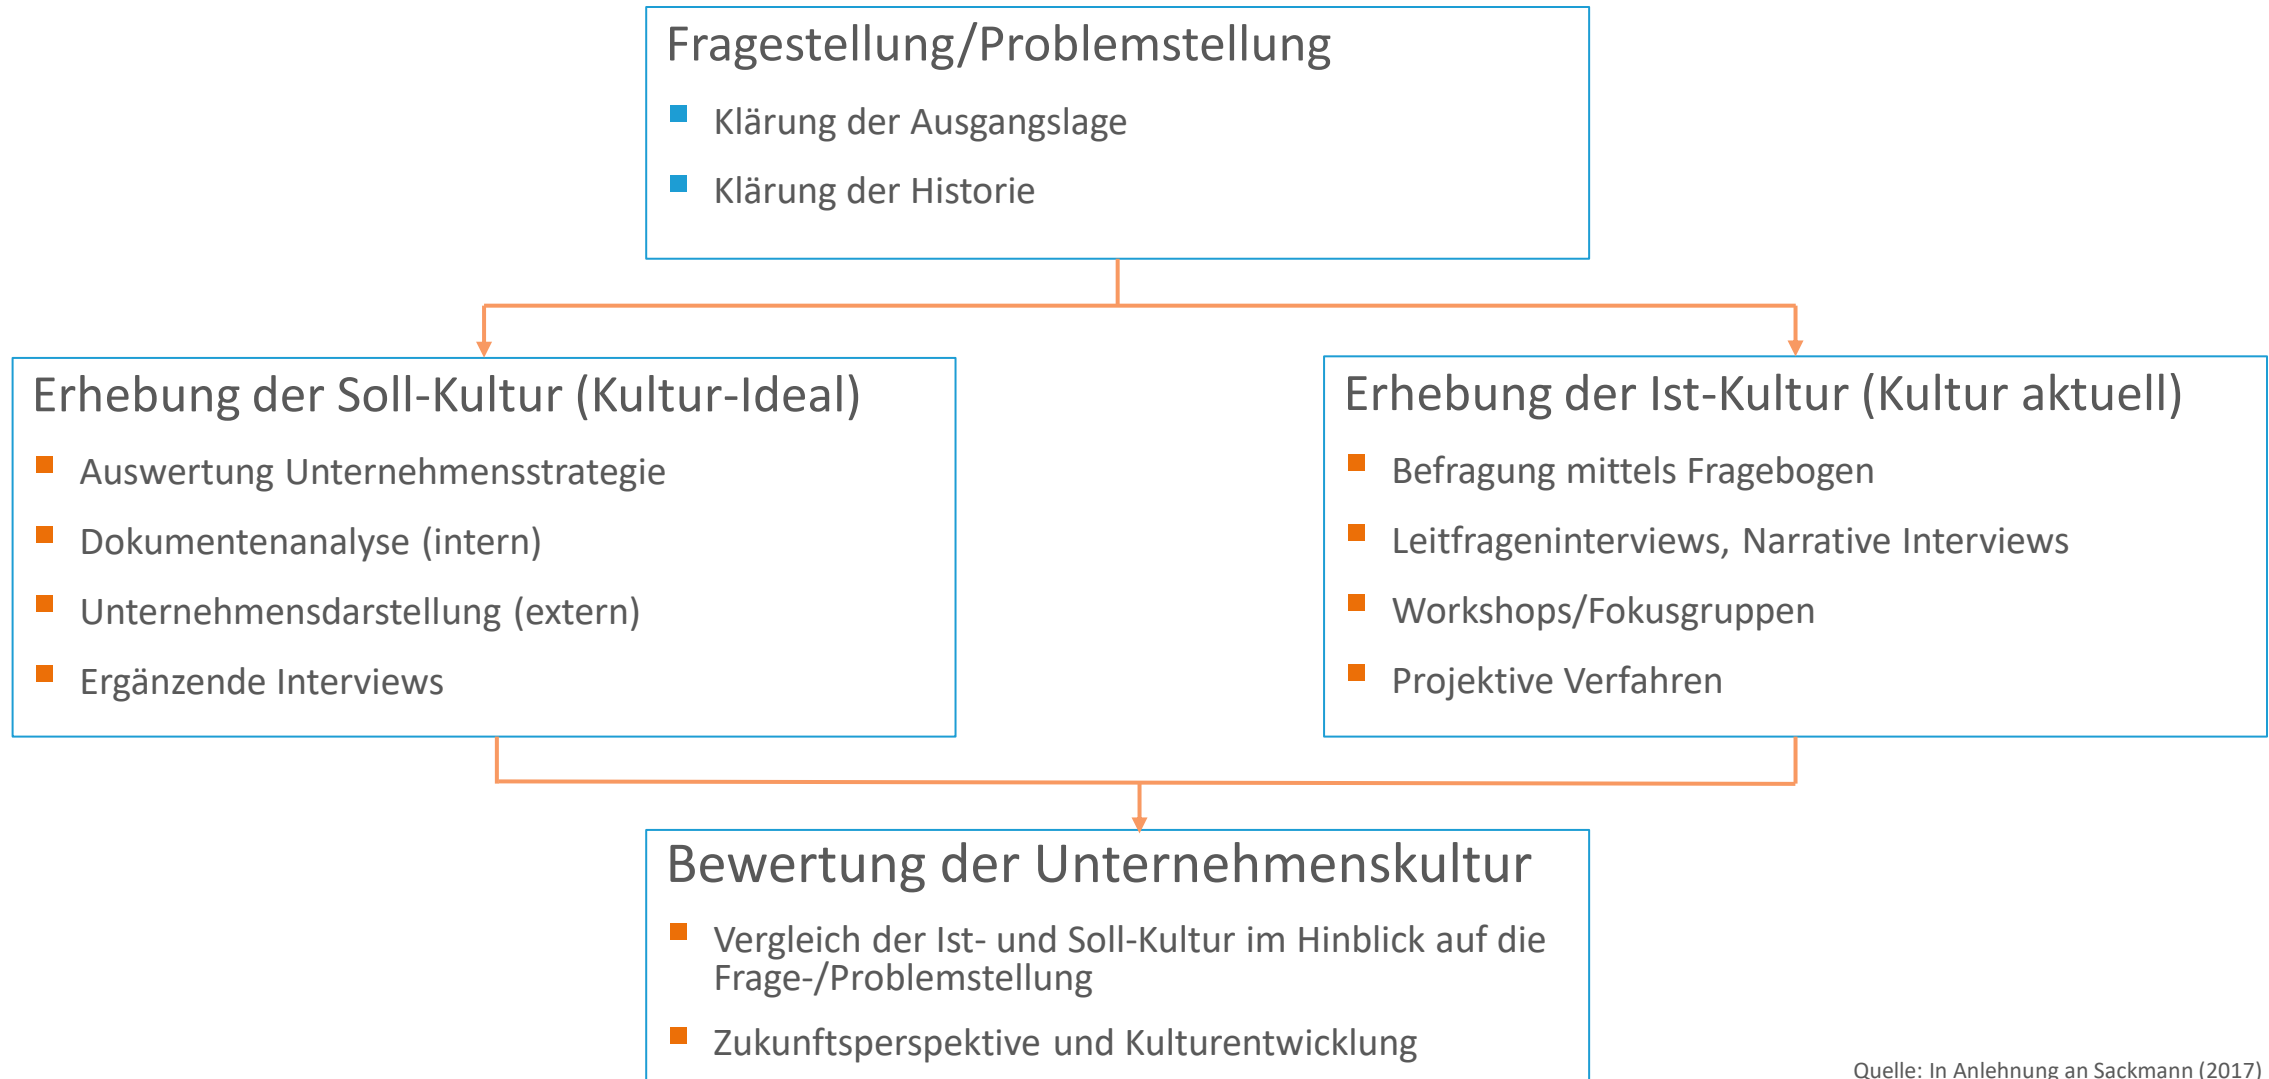 Fragestellung/Problemstellung
Klärung der Ausgangslage
Klärung der Historie
Erhebung der Soll-Kultur (Kultur-Ideal)
Auswertung Unternehmensstrategie
Dokumentenanalyse (intern)
Unternehmensdarstellung (extern)
Ergänzende Interviews
Erhebung der Ist-Kultur (Kultur aktuell)
Befragung mittels Fragebogen
Leitfrageninterviews, Narrative Interviews
Workshops/Fokusgruppen
Projektive Verfahren
Bewertung der Unternehmenskultur
Vergleich der Ist- und Soll-Kultur im Hinblick auf die
Frage-/Problemstellung
Zukunftsperspektive und Kulturentwicklung
Quelle: In Anlehnung an Sackmann (2017)